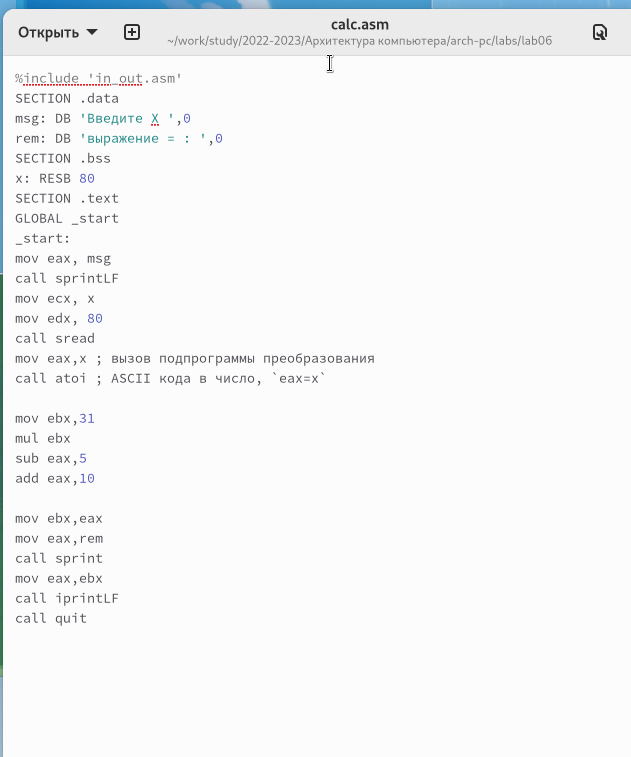 Открыть
calc.asm
~/work/study/2022-2023/Архитектура компьютера/arch-pc/labs/lab06
%include 'in_out.asm'
SECTION .data
msg: DB 'Введите X ',0
rem: DB 'выражение = : ',0
SECTION .bss
x: RESB 80
SECTION .text
GLOBAL _start
_start:
mov eax, msg
call sprintLF
mov ecx, x
mov edx, 80
call sread
mov eax,x ; вызов подпрограммы преобразования
call atoi ; ASCII кода в число, `eax=x`
mov ebx,31
mul ebx
sub eax,5
add eax,10
mov ebx,eax
mov eax,rem
call sprint
mov eax,ebx
call iprintLF
call quit